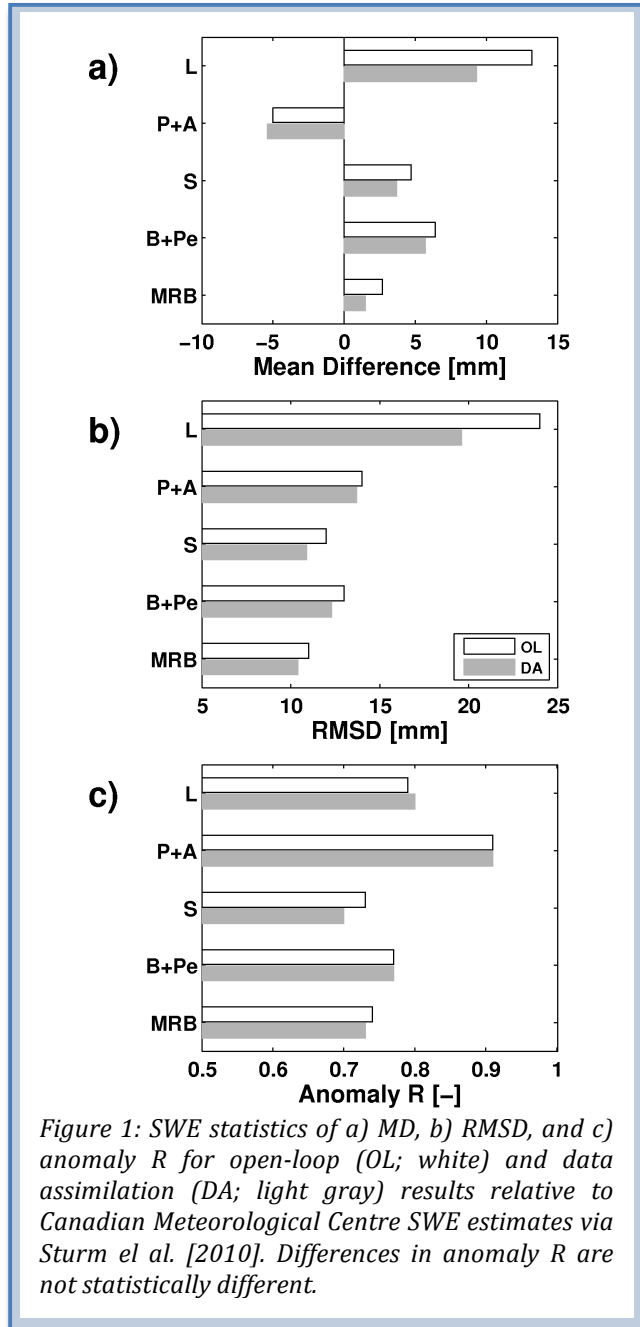 a)
L
P+A
S
B+Pe
MRB
−10 −5 0 5 10 15
Mean Difference [mm]
b)
L
P+A
S
B+Pe
MRB
OL
DA
5 10 15 20 25
RMSD [mm]
c)
L
P+A
S
B+Pe
MRB
0.5 0.6 0.7 0.8 0.9 1
Anomaly R [−]
Figure 1: SWE statistics of a) MD, b) RMSD, and c)
anomaly R for open-loop (OL; white) and data
assimilation (DA; light gray) results relative to
Canadian Meteorological Centre SWE estimates via
Sturm el al. [2010]. Differences in anomaly R are
not statistically different.